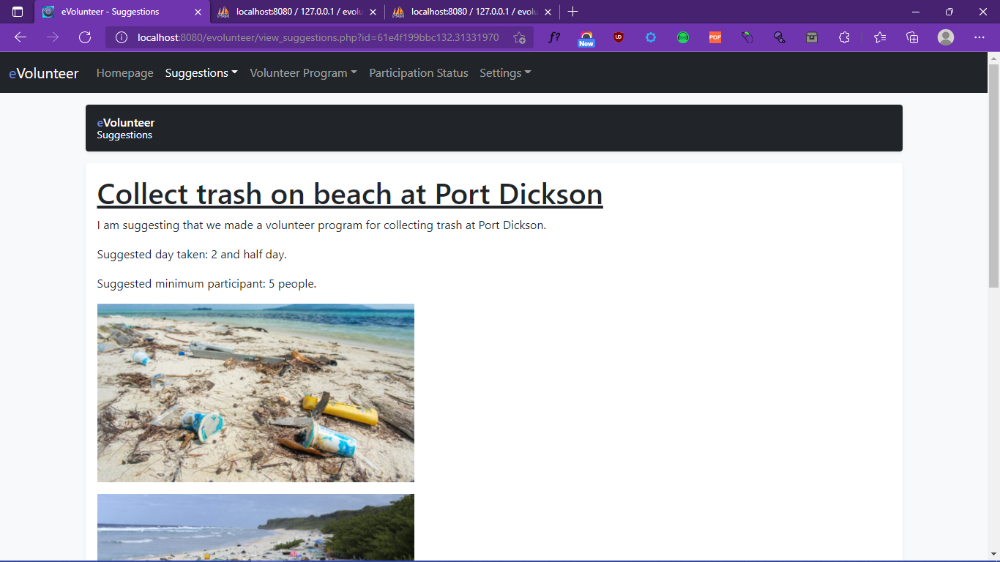 eVolunteer - Suggestions
localhost:8080 / 127.0.0.1 / evolu
localhost:8080 / 127.0.0.1 / evolu
localhost:8080/evolunteer/view_suggestions.php?id=61e4f199bbc132.31331970
f?
New
UD
PDF
eVolunteer Homepage Suggestions Volunteer Program Participation Status Settings
eVolunteer
Suggestions
Collect trash on beach at Port Dickson
I am suggesting that we made a volunteer program for collecting trash at Port Dickson.
Suggested day taken: 2 and half day.
Suggested minimum participant: 5 people.